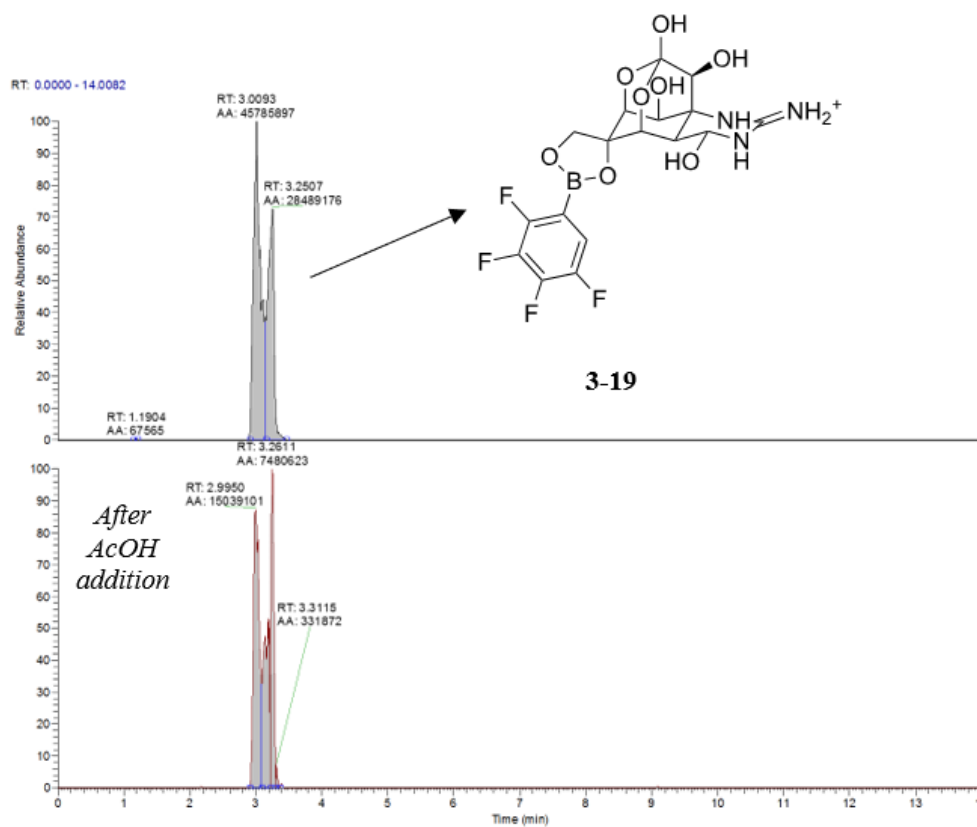 RT: 0.0000 - 14.0082
RT: 3.0093
AA: 45785897
RT: 3.2507
AA: 28489176
RT: 1.1904
AA: 67565
100
90
80
70
60
50
40
30
20
10
0
Relative Abundance
OH
O
OH
O
OH
NH
NH2+
N
H
HO
O
B
O
F
F
F
F
3-19
RT: 3.2611
AA: 7480623
RT: 2.9950
AA: 15039101
RT: 3.3115
AA: 331872
After
AcOH
addition
100
90
80
70
60
50
40
30
20
10
0
0 1 2 3 4 5 6 7 8 9 10 11 12 13
Time (min)